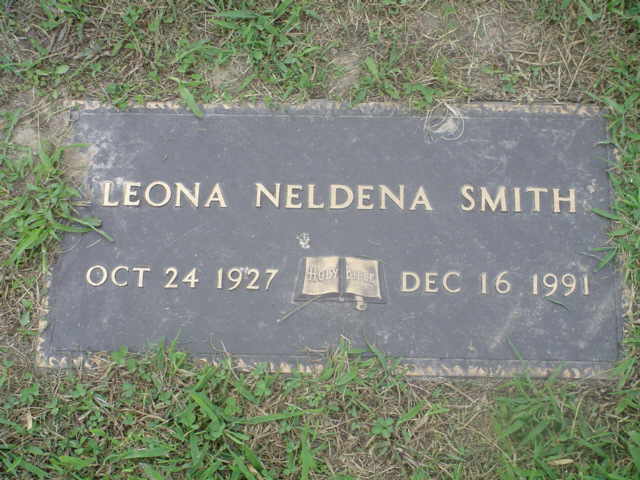 LEONA NELDENA SMITH
OCT 24 1927 HOLY BIBLE DEC 16 1991